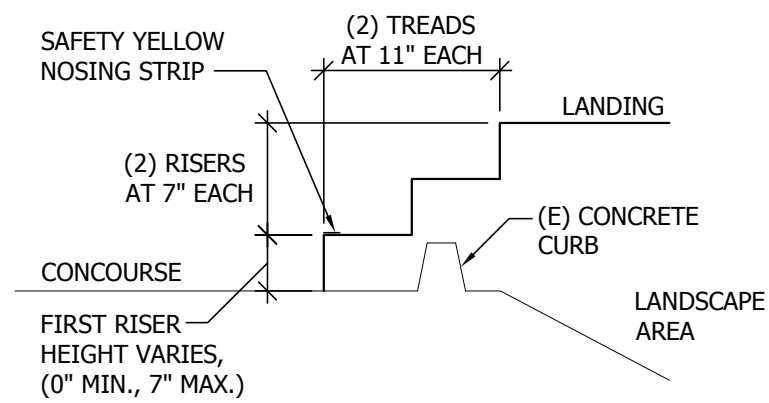 SAFETY YELLOW
NOSING STRIP
(2) TREADS
AT 11" EACH
LANDING
(2) RISERS
AT 7" EACH
(E) CONCRETE
CURB
CONCOURSE
LANDSCAPE
AREA
FIRST RISER
HEIGHT VARIES,
(0" MIN., 7" MAX.)